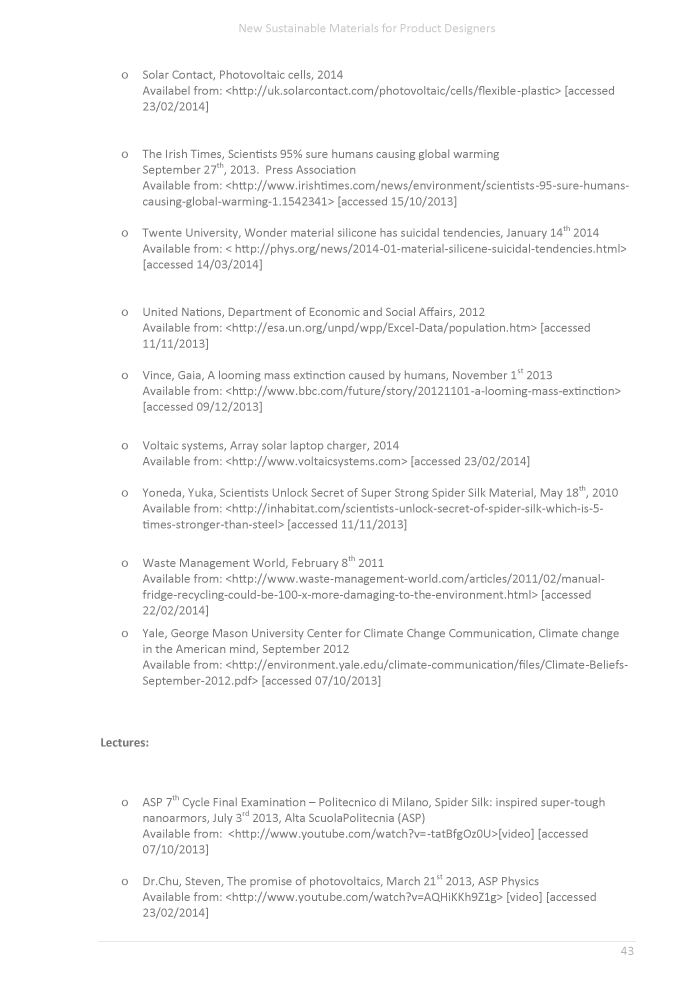 New Sustainable Materials for Product Designers
o Solar Contact, Photovoltaic cells, 2014
Availabel from: <http://uk.solarcontact.com/photovoltaic/cells/flexible-plastic> [accessed
23/02/2014]
o The Irish Times, Scientists 95% sure humans causing global warming
September 27th, 2013.  Press Association
Available from: <http://www.irishtimes.com/news/environment/scientists-95-sure-humans-
causing-global-warming-1.1542341> [accessed 15/10/2013]
o Twente University, Wonder material silicone has suicidal tendencies, January 14th 2014
Available from: < http://phys.org/news/2014-01-material-silicene-suicidal-tendencies.html>
[accessed 14/03/2014]
o United Nations, Department of Economic and Social Affairs, 2012
Available from: <http://esa.un.org/unpd/wpp/Excel-Data/population.htm> [accessed
11/11/2013]
o Vince, Gaia, A looming mass extinction caused by humans, November 1st 2013
Available from: <http://www.bbc.com/future/story/20121101-a-looming-mass-extinction>
[accessed 09/12/2013]
o Voltaic systems, Array solar laptop charger, 2014
Available from: <http://www.voltaicsystems.com> [accessed 23/02/2014]
o Yoneda, Yuka, Scientists Unlock Secret of Super Strong Spider Silk Material, May 18th, 2010
Available from: <http://inhabitat.com/scientists-unlock-secret-of-spider-silk-which-is-5-
times-stronger-than-steel> [accessed 11/11/2013]
o Waste Management World, February 8th 2011
Available from: <http://www.waste-management-world.com/articles/2011/02/manual-
fridge-recycling-could-be-100-x-more-damaging-to-the-environment.html> [accessed
22/02/2014]
o Yale, George Mason University Center for Climate Change Communication, Climate change
in the American mind, September 2012
Available from: <http://environment.yale.edu/climate-communication/files/Climate-Beliefs-
September-2012.pdf> [accessed 07/10/2013]
Lectures:
o ASP 7th Cycle Final Examination – Politecnico di Milano, Spider Silk: inspired super-tough
nanoarmors, July 3rd 2013, Alta ScuolaPolitecnia (ASP)
Available from:  <http://www.youtube.com/watch?v=-tatBfgOz0U>[video] [accessed
07/10/2013]
o Dr.Chu, Steven, The promise of photovoltaics, March 21st 2013, ASP Physics
Available from: <http://www.youtube.com/watch?v=AQHiKKh9Z1g> [video] [accessed
23/02/2014]
43